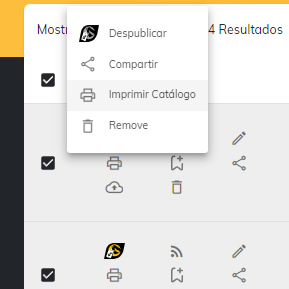 Mostr 4 Resultados
Despublicar
Compartir
Imprimir Catálogo
Remove